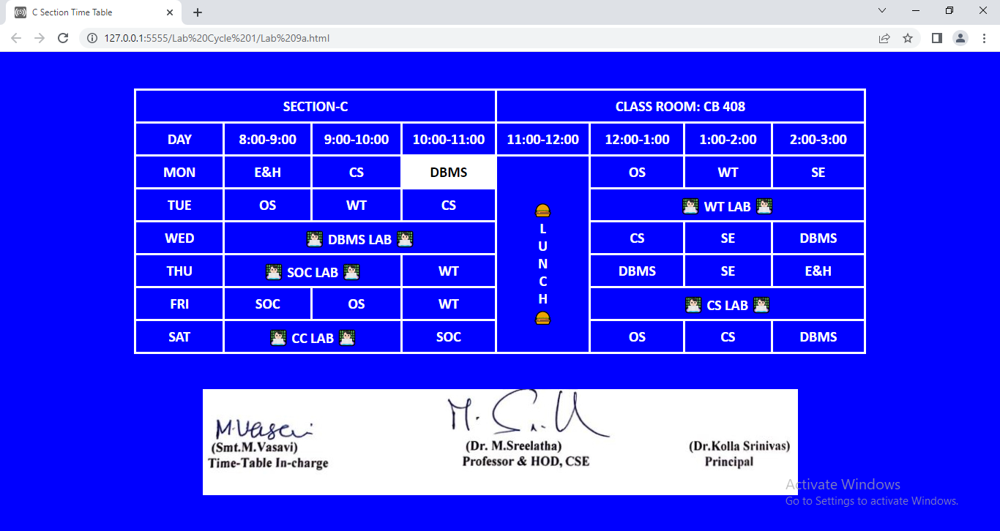 C Section Time Table
127.0.0.1:5555/Lab%20Cycle%201/Lab%209a.html
SECTION-C CLASS ROOM: CB 408
DAY 8:00-9:00 9:00-10:00 10:00-11:00 11:00-12:00 12:00-1:00 1:00-2:00 2:00-3:00
MON E&H CS DBMS OS WT SE
TUE OS WT CS WT LAB
WED DBMS LAB CS SE DBMS
THU SOC LAB WT DBMS SE E&H
FRI SOC OS WT CS LAB
SAT CC LAB SOC OS CS DBMS
L
U
N
C
H
M.Vasavi
(Smt.M.Vasavi) (Dr. M.Sreelatha) (Dr.Kolla Srinivas)
Time-Table In-charge Professor & HOD, CSE Principal
Activate Windows
Go to Settings to activate Windows.